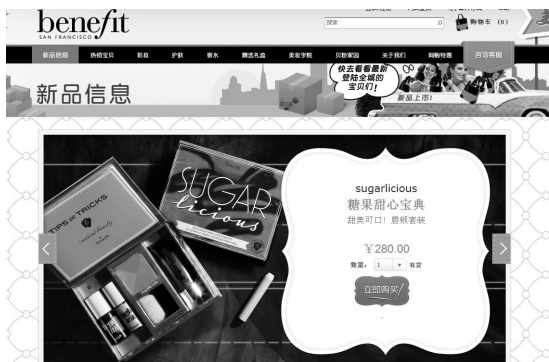 benefit
SAN FRANCISCO
搜索
购物车 (0)
新品信息 热销宝贝 彩妆 护肤 香水 精选礼盒 美妆学院 贝粉家园 关于我们 网购特惠 咨询客服
新品信息
快去看看最新
登陆全城的
宝贝们!
新品上市!
TIPS & TRICKS
SUGAR
licious
sugarlicious
糖果甜心宝典
甜美可口!唇颊套装
￥280.00
数量: 1 有货
立即购买